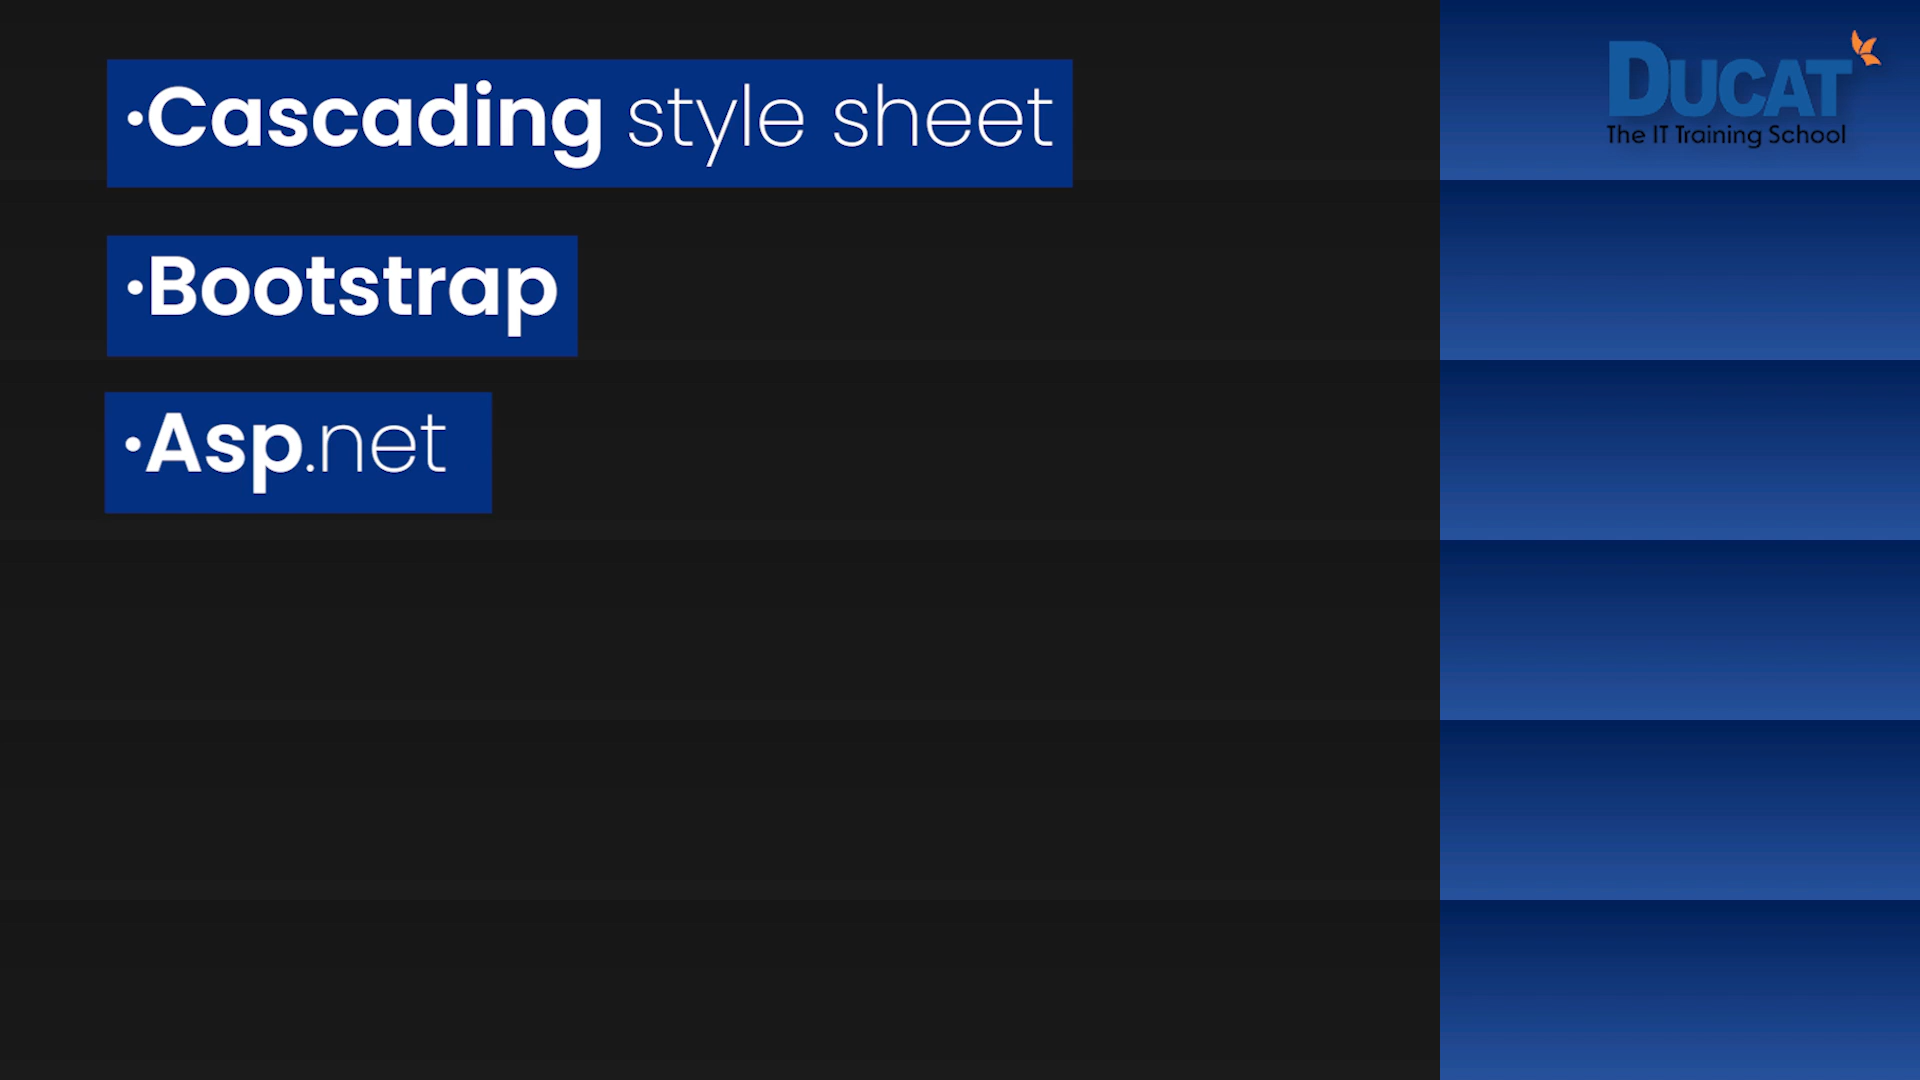 •Cascading style sheet
•Bootstrap
•Asp.net
DUCAT
The IT Training School